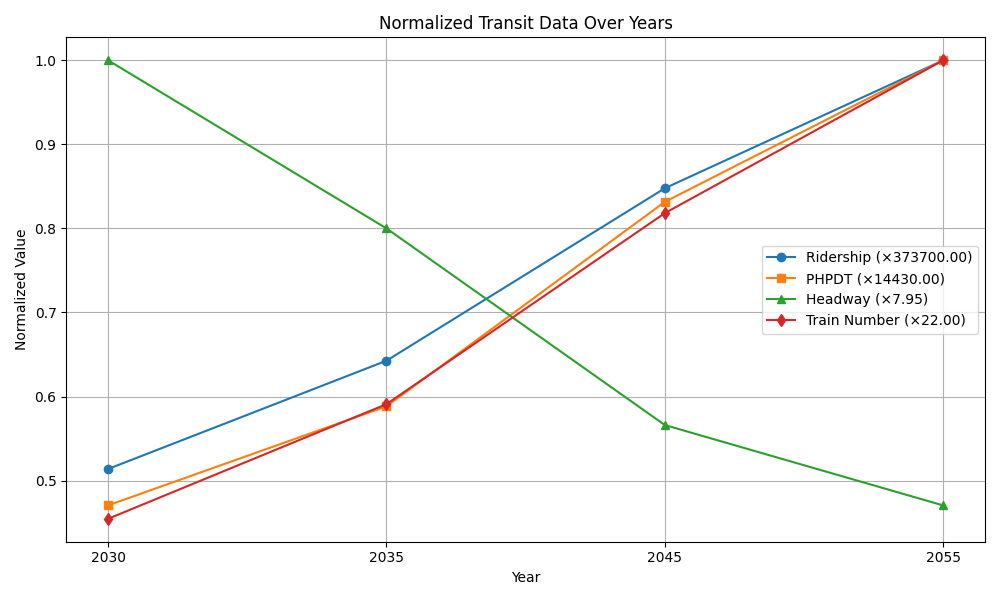 Normalized Transit Data Over Years
1.0
0.9
0.8
0.7
0.6
0.5
Normalized Value
Ridership (×373700.00)
PHPDT (×14430.00)
Headway (×7.95)
Train Number (×22.00)
2030
2035
2045
2055
Year